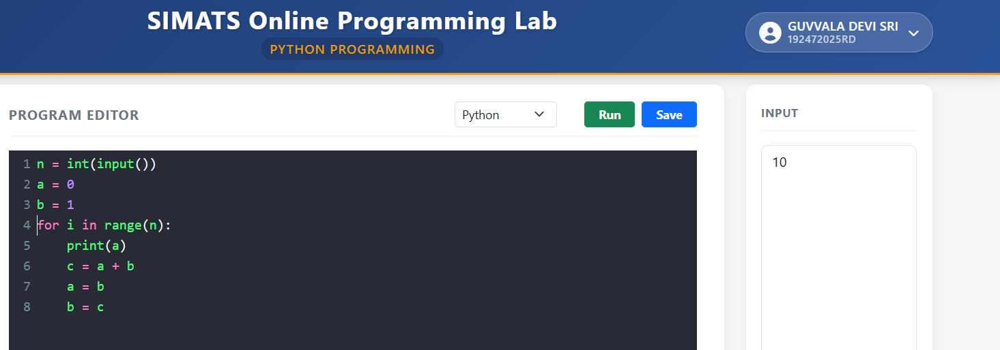 SIMATS Online Programming Lab
PYTHON PROGRAMMING
GUVVALA DEVI SRI
192472025RD
PROGRAM EDITOR
Python
Run
Save
1 n = int(input())
2 a = 0
3 b = 1
4 for i in range(n):
5     print(a)
6     c = a + b
7     a = b
8     b = c
INPUT
10